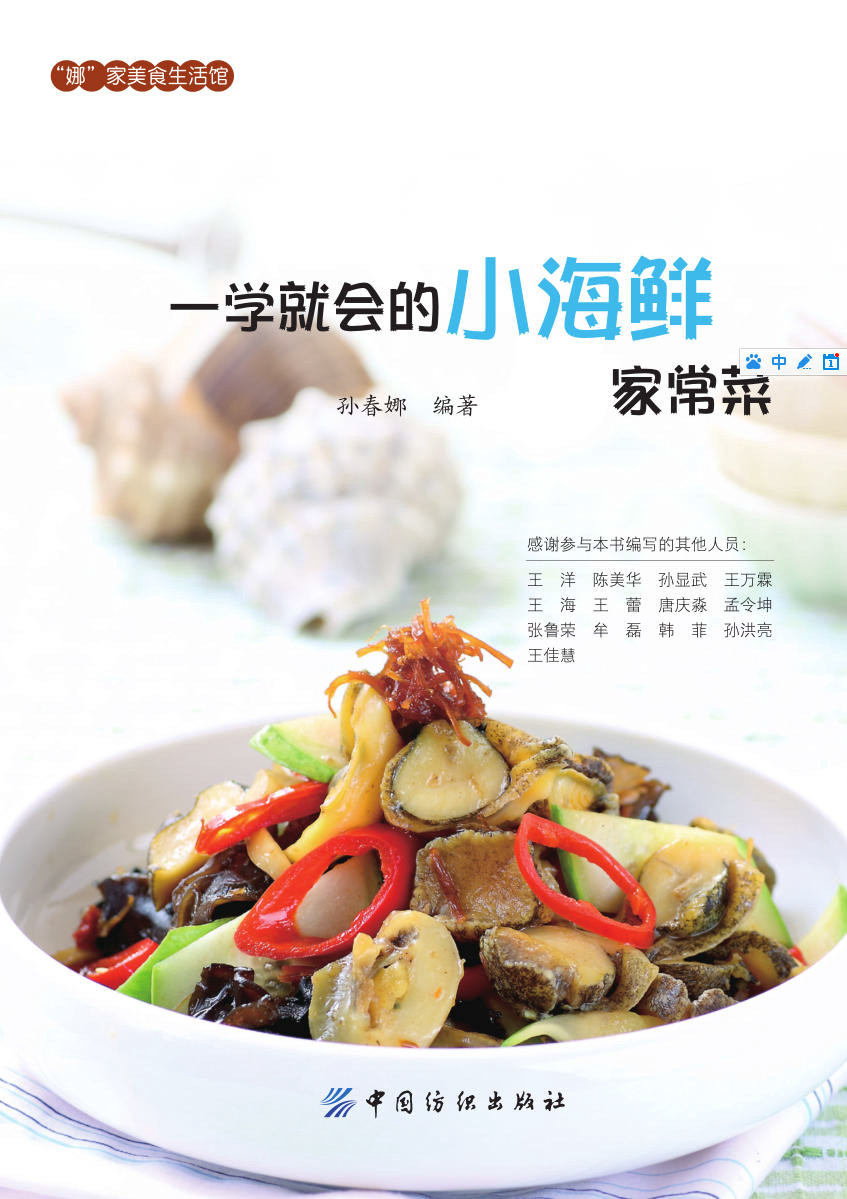 “娜”家美食生活馆
一学就会的小海鲜
家常菜
孙春娜 编著
中
1
感谢参与本书编写的其他人员：
王 洋 陈美华 孙显武 王万霖
王 海 王 蕾 唐庆淼 孟令坤
张鲁荣 牟 磊 韩 菲 孙洪亮
王佳慧
中国纺织出版社